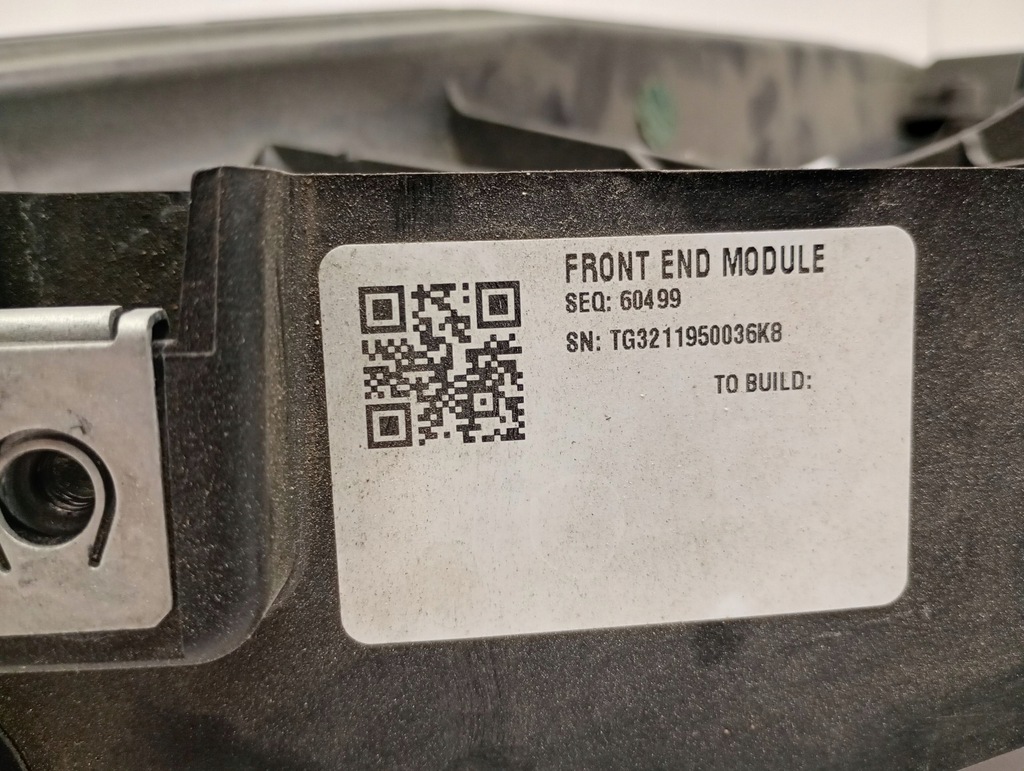 FRONT END MODULE
SEQ: 60499
SN: TG3211950036K8
TO BUILD: